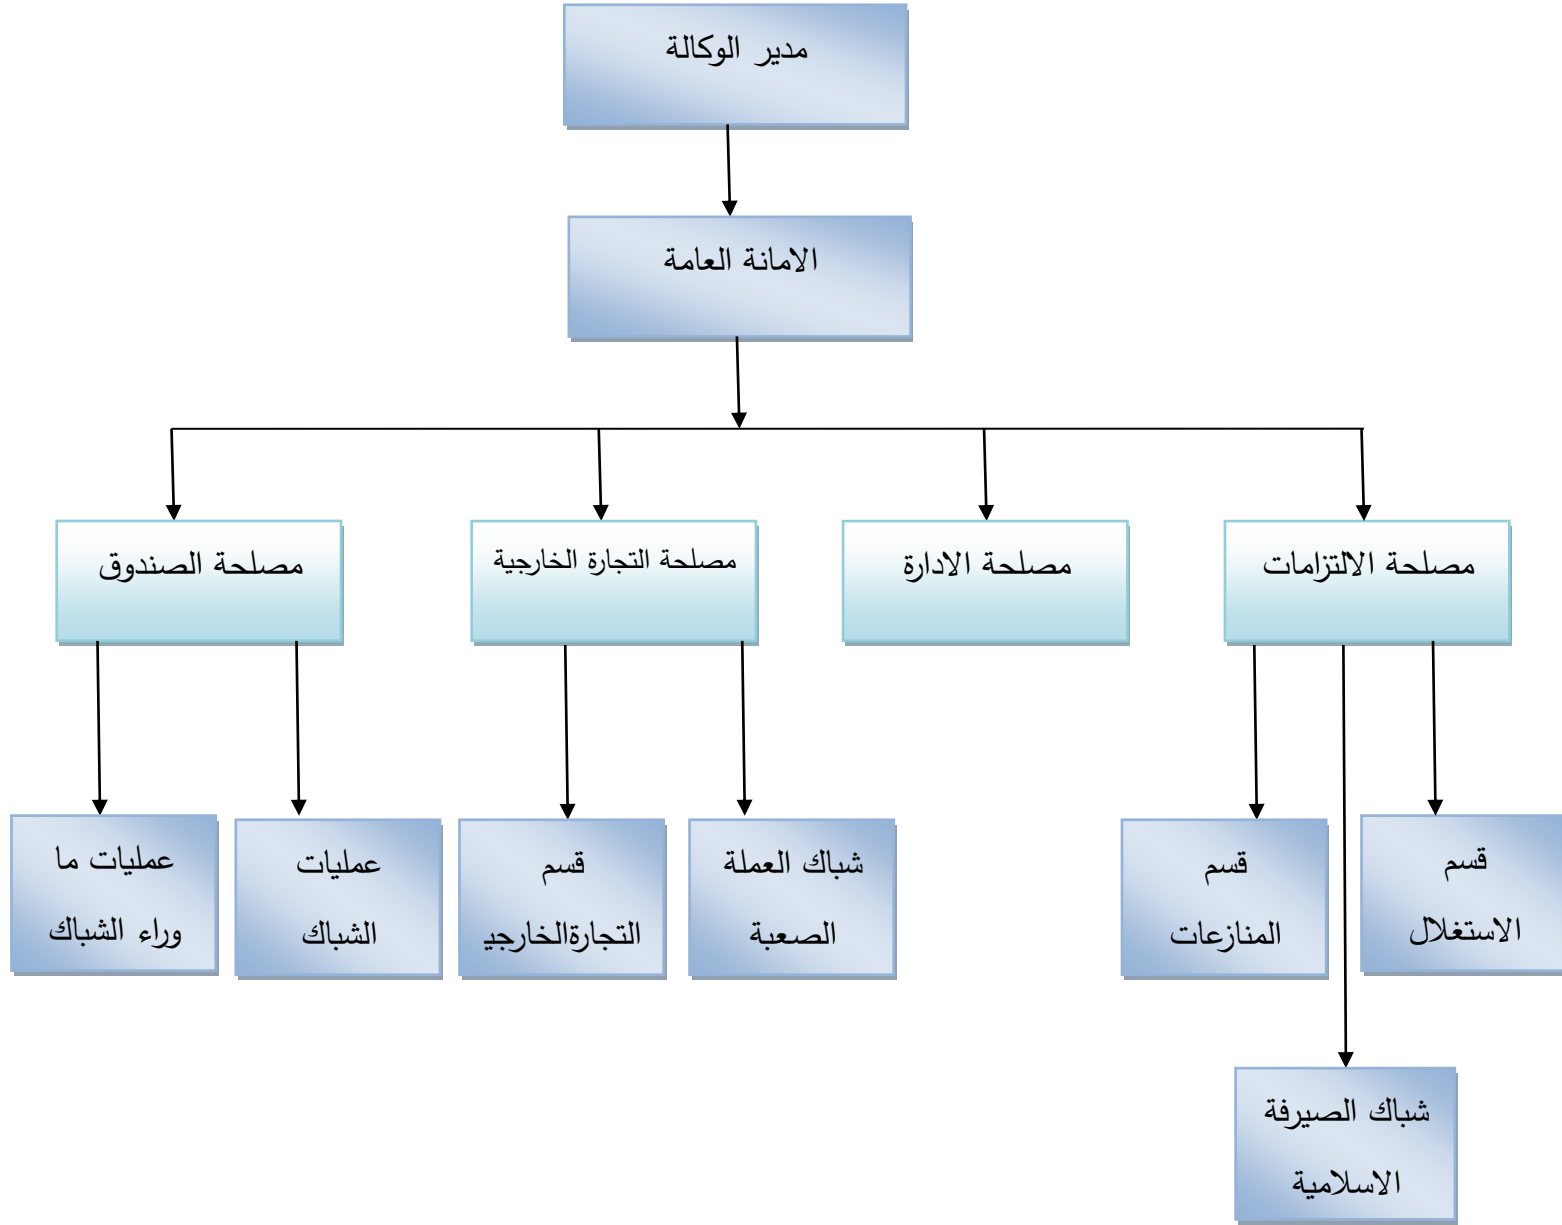 مدير الوكالة
الامانة العامة
مصلحة الالتزامات
مصلحة الادارة
مصلحة التجارة الخارجية
مصلحة الصندوق
قسم
الاستغلال
قسم
المنازعات
شباك العملة
الصعبة
قسم
التجارةالخارجيـ
عمليات
الشباك
عمليات ما
وراء الشباك
شباك الصيرفة
الاسلامية